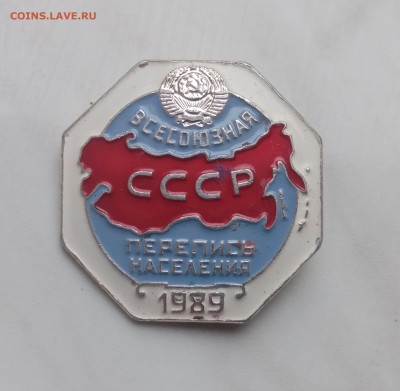 COINS.LAVE.RU
ВСЕСОЮЗНАЯ
СССР
ПЕРЕПИСЬ
НАСЕЛЕНИЯ
1989